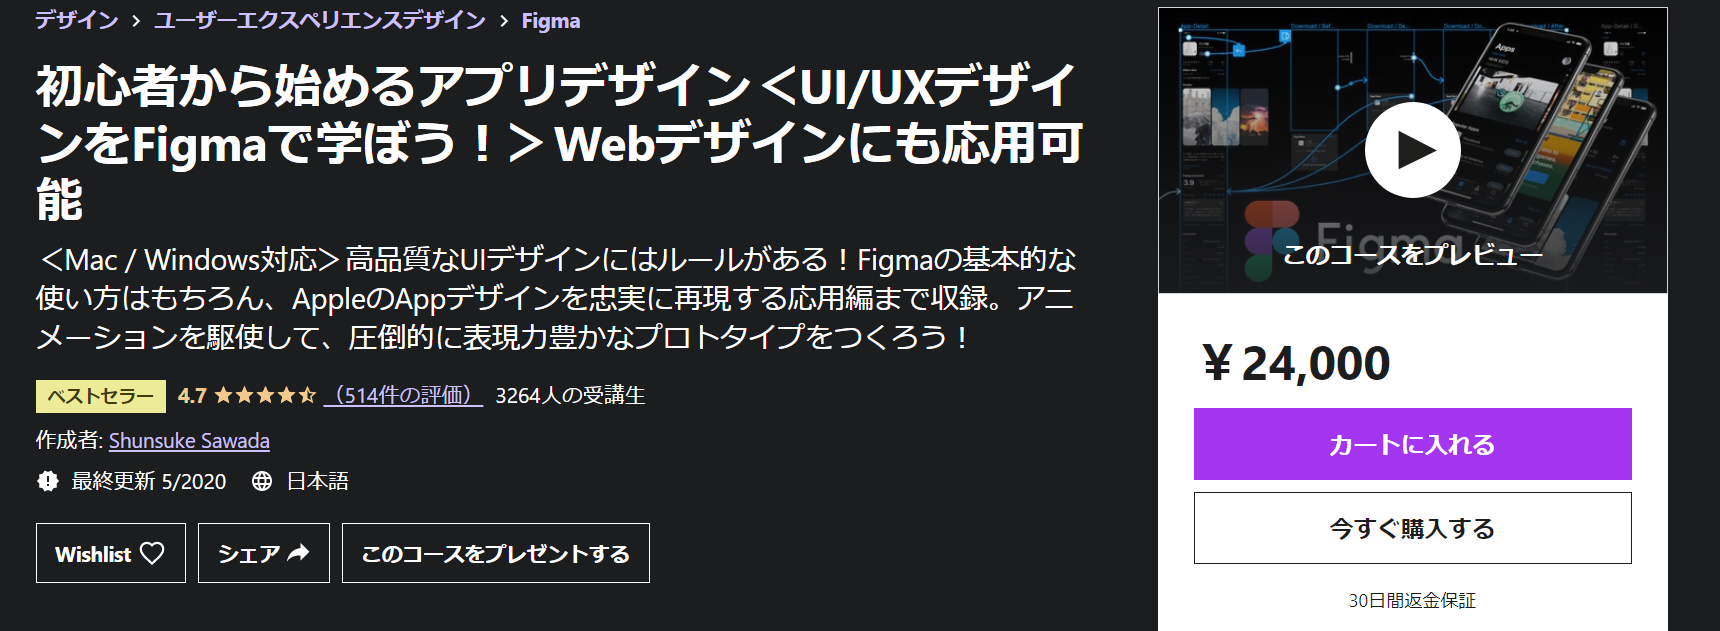 デザイン > ユーザーエクスペリエンスデザイン > Figma
初心者から始めるアプリデザイン＜UI/UXデザイ
ンをFigmaで学ぼう！＞Webデザインにも応用可
能
＜Mac / Windows対応＞高品質なUIデザインにはルールがある！Figmaの基本的な
使い方はもちろん、AppleのAppデザインを忠実に再現する応用編まで収録。アニ
メーションを駆使して、圧倒的に表現力豊かなプロトタイプをつくろう！
ベストセラー 4.7 （514件の評価） 3264人の受講生
作成者: Shunsuke Sawada
最終更新 5/2020 日本語
Wishlist シェア このコースをプレゼントする
App-Detail
Apps
3.9
Figma
このコースをプレビュー
￥24,000
カートに入れる
今すぐ購入する
30日間返金保証